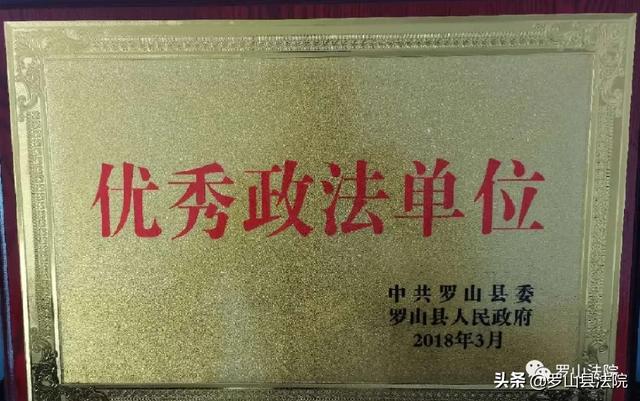 优秀政法单位
中共罗山县委
罗山县人民政府
2018年3月
罗山法院
头条@罗山县法院